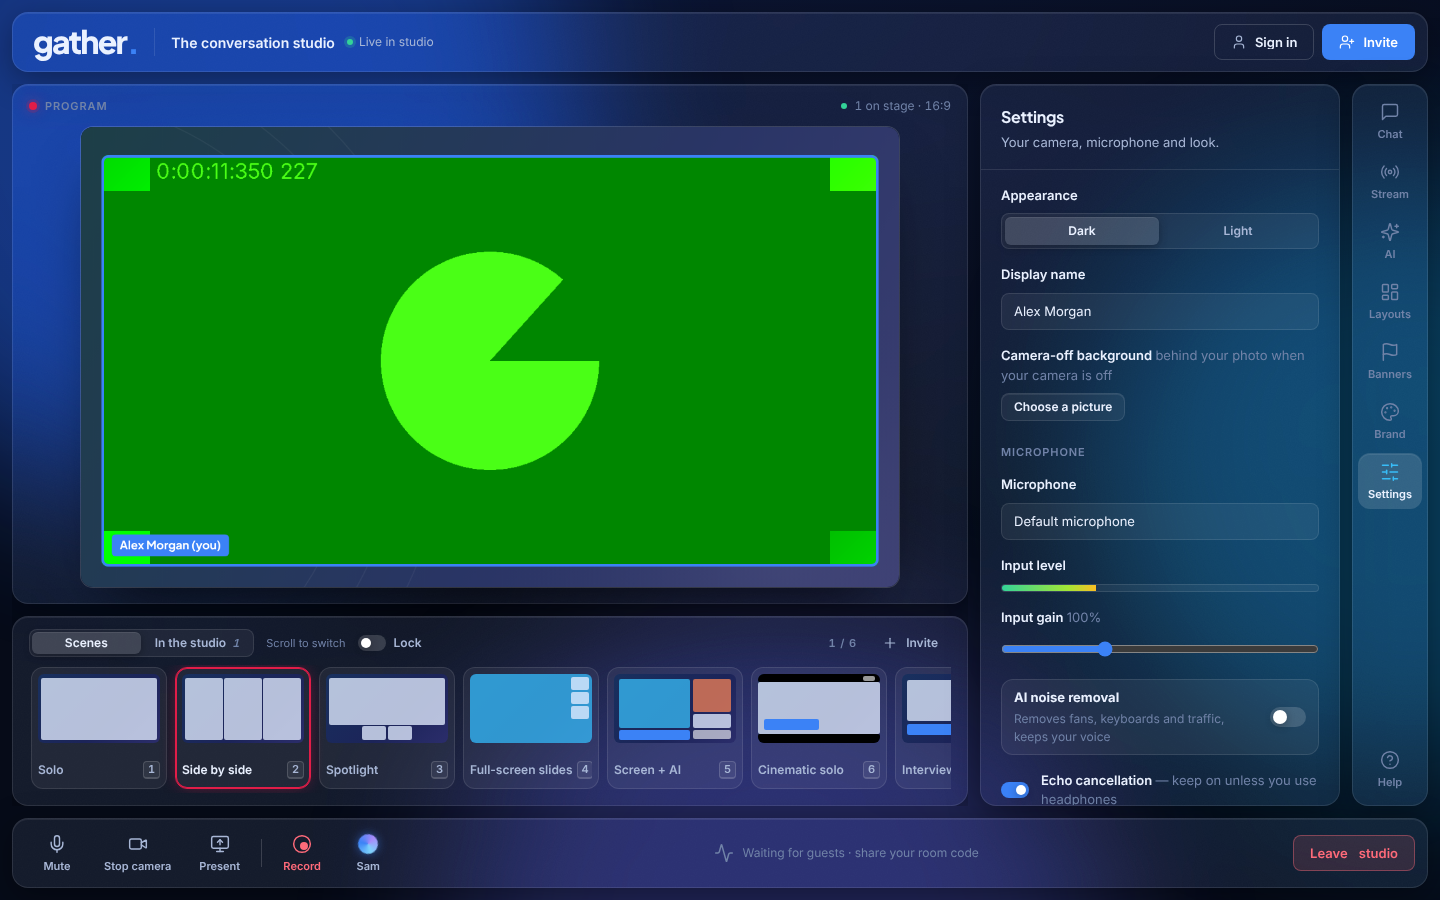 gather.
The conversation studio
Live in studio
Sign in
Invite
PROGRAM
1 on stage · 16:9
0:00:11:350 227
Alex Morgan (you)
Scenes
In the studio 1
Scroll to switch
Lock
1 / 6
Invite
Solo 1
Side by side 2
Spotlight 3
Full-screen slides 4
Screen + AI 5
Cinematic solo 6
Interview
Settings
Your camera, microphone and look.
Appearance
Dark
Light
Display name
Alex Morgan
Camera-off background behind your photo when
your camera is off
Choose a picture
MICROPHONE
Microphone
Default microphone
Input level
Input gain 100%
AI noise removal
Removes fans, keyboards and traffic,
keeps your voice
Echo cancellation — keep on unless you use
headphones
Chat
Stream
AI
Layouts
Banners
Brand
Settings
Help
Mute
Stop camera
Present
Record
Sam
Waiting for guests · share your room code
Leave studio